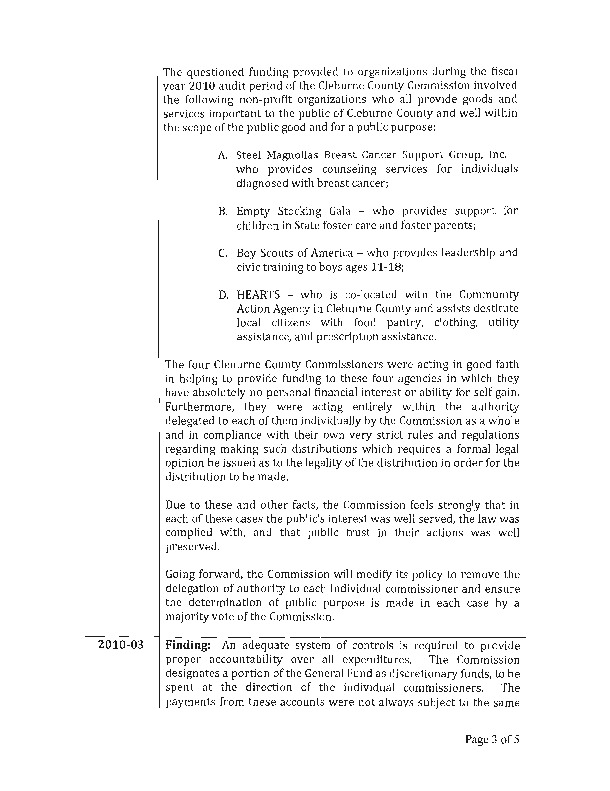 The questioned funding provided to organizations during the fiscal
year 2010 audit period of the Cleburne County Commission involved
the following non-profit organizations who all provide goods and
services important to the public of Cleburne County and well within
the scope of the public good and for a public purpose:
A. Steel Magnolias Breast Cancer Support Group, Inc. –
who provides counseling services for individuals
diagnosed with breast cancer;
B. Empty Stocking Gala – who provides support for
children in State foster care and foster parents;
C. Boy Scouts of America – who provides leadership and
civic training to boys ages 11-18;
D. HEARTS – who is co-located with the Community
Action Agency in Cleburne County and assists destitute
local citizens with food pantry, clothing, utility
assistance, and prescription assistance.
The four Cleburne County Commissioners were acting in good faith
in helping to provide funding to these four agencies in which they
have absolutely no personal financial interest or ability for self gain.
Furthermore, they were acting entirely within the authority
delegated to each of them individually by the Commission as a whole
and in compliance with their own very strict rules and regulations
regarding making such distributions which requires a formal legal
opinion be issued as to the legality of the distribution in order for the
distribution to be made.
Due to these and other facts, the Commission feels strongly that in
each of these cases the public's interest was well served, the law was
complied with, and that public trust in their actions was well
preserved.
Going forward, the Commission will modify its policy to remove the
delegation of authority to each individual commissioner and ensure
the determination of public purpose is made in each case by a
majority vote of the Commission.
2010-03 Finding: An adequate system of controls is required to provide
proper accountability over all expenditures. The Commission
designates a portion of the General Fund as discretionary funds, to be
spent at the direction of the individual commissioners. The
payments from these accounts were not always subject to the same
Page 3 of 5